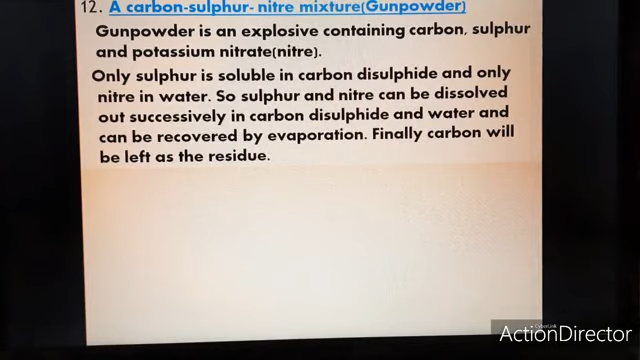 12. A carbon-sulphur- nitre mixture(Gunpowder)
Gunpowder is an explosive containing carbon, sulphur
and potassium nitrate(nitre).
Only sulphur is soluble in carbon disulphide and only
nitre in water. So sulphur and nitre can be dissolved
out successively in carbon disulphide and water and
can be recovered by evaporation. Finally carbon will
be left as the residue.
CyberLink
ActionDirector